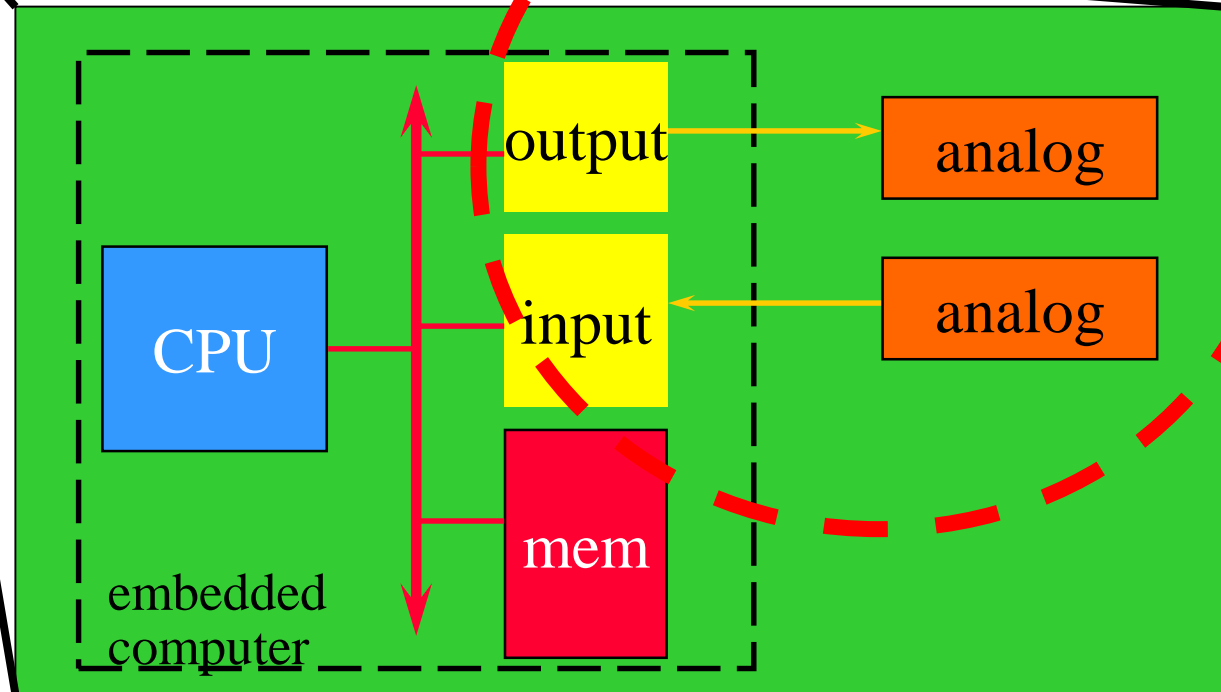 output
analog
input
analog
CPU
mem
embedded
computer